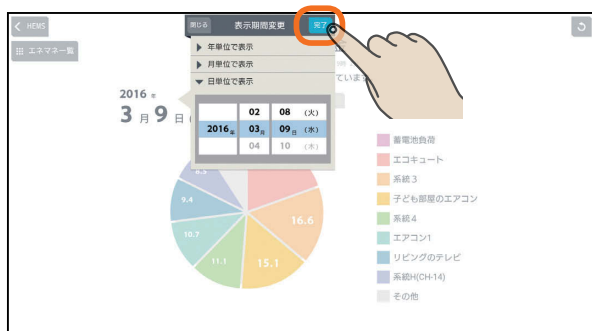 HEMS
閉じる 表示期間変更 完了
エネマネ一覧
年単位で表示
月単位で表示
日単位で表示
ています
2016 年
3 月 9 日 (
02 08 (火)
2016年 03月 09日 (水)
04 10 (木)
9.4
10.7
11.1
15.1
16.6
蓄電池負荷
エコキュート
系統3
子ども部屋のエアコン
系統4
エアコン1
リビングのテレビ
系統H(CH-14)
その他